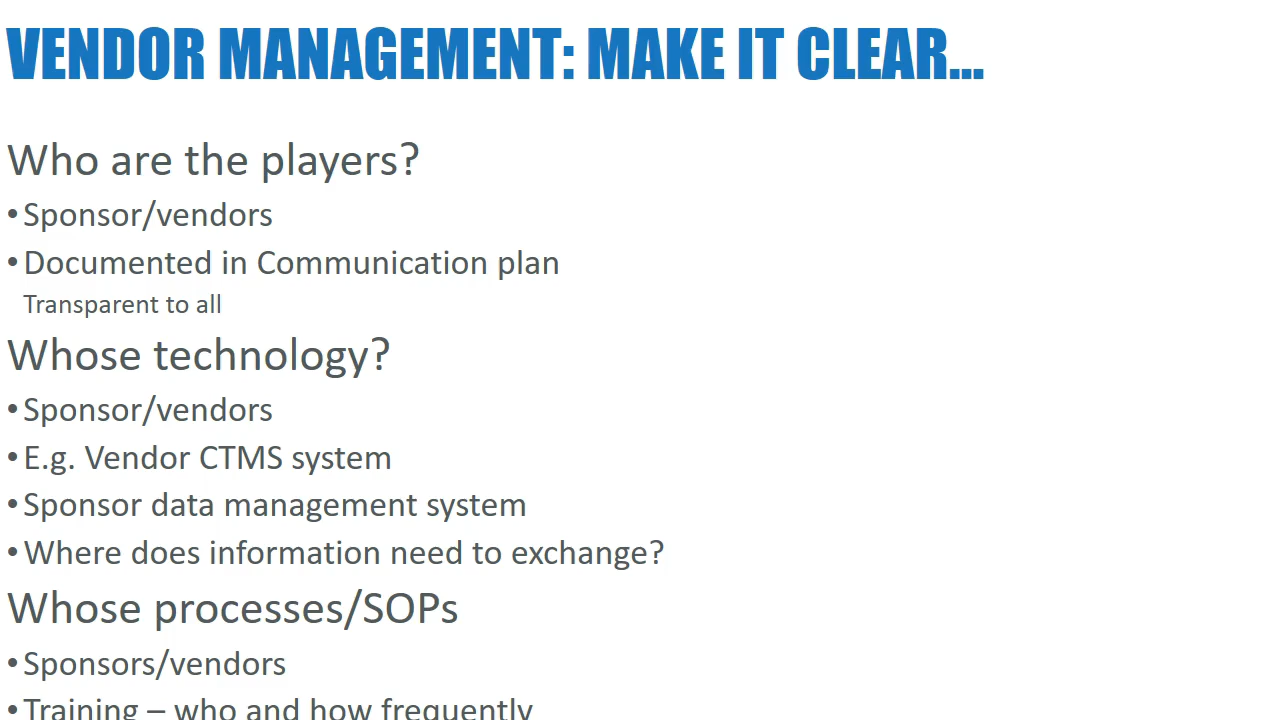 VENDOR MANAGEMENT: MAKE IT CLEAR...
Who are the players?
• Sponsor/vendors
• Documented in Communication plan
Transparent to all
Whose technology?
• Sponsor/vendors
• E.g. Vendor CTMS system
• Sponsor data management system
• Where does information need to exchange?
Whose processes/SOPs
• Sponsors/vendors
• Training – who and how frequently